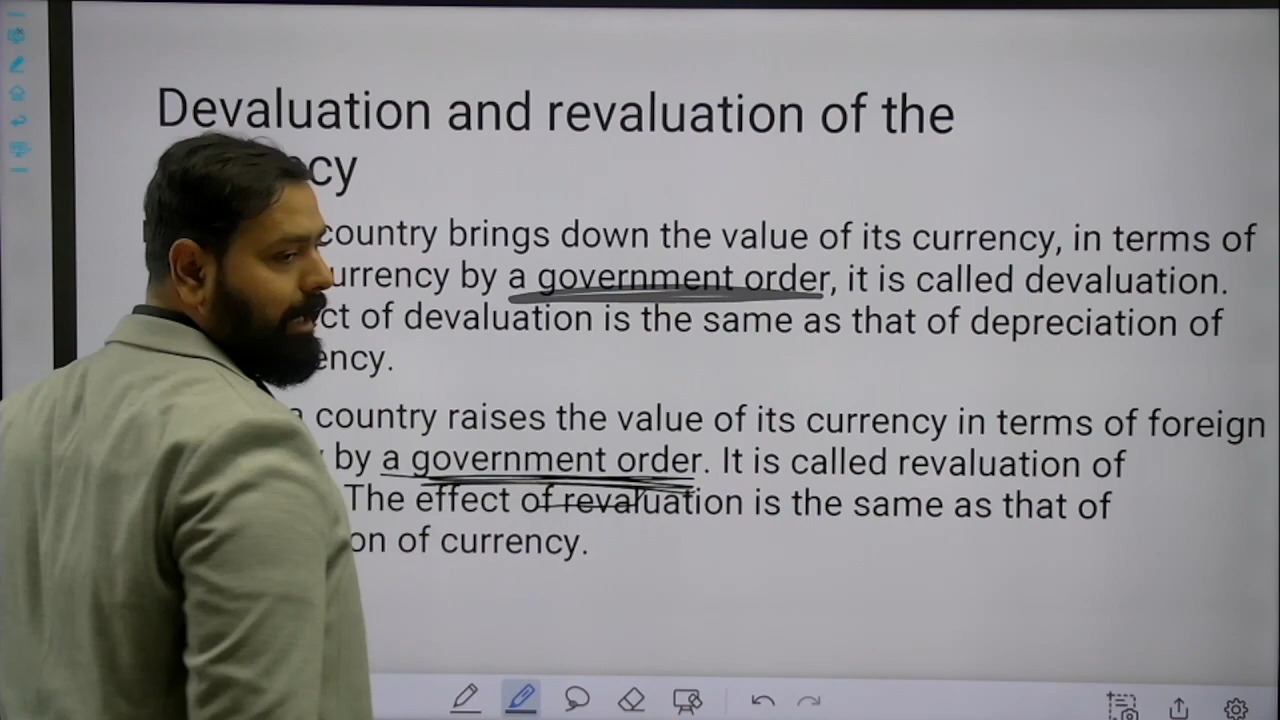 Devaluation and revaluation of the
cy
country brings down the value of its currency, in terms of
urrency by a government order, it is called devaluation.
ct of devaluation is the same as that of depreciation of
ency.
a country raises the value of its currency in terms of foreign
by a government order. It is called revaluation of
The effect of revaluation is the same as that of
on of currency.